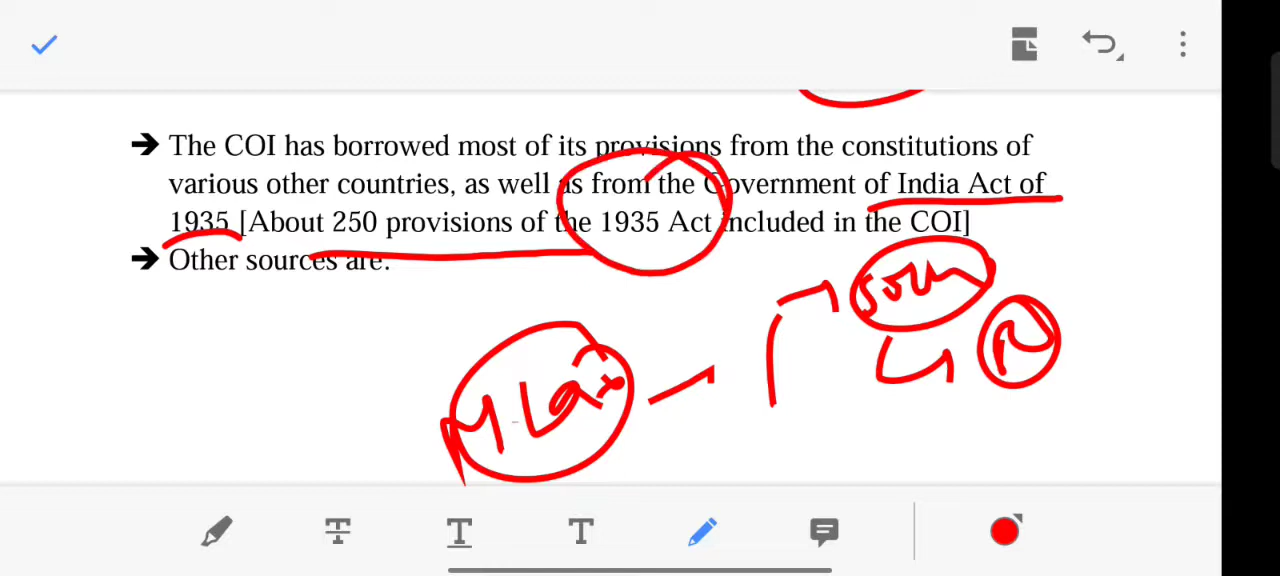 ➔ The COI has borrowed most of its provisions from the constitutions of
various other countries, as well as from the Government of India Act of
1935 [About 250 provisions of the 1935 Act included in the COI]
➔ Other sources are: